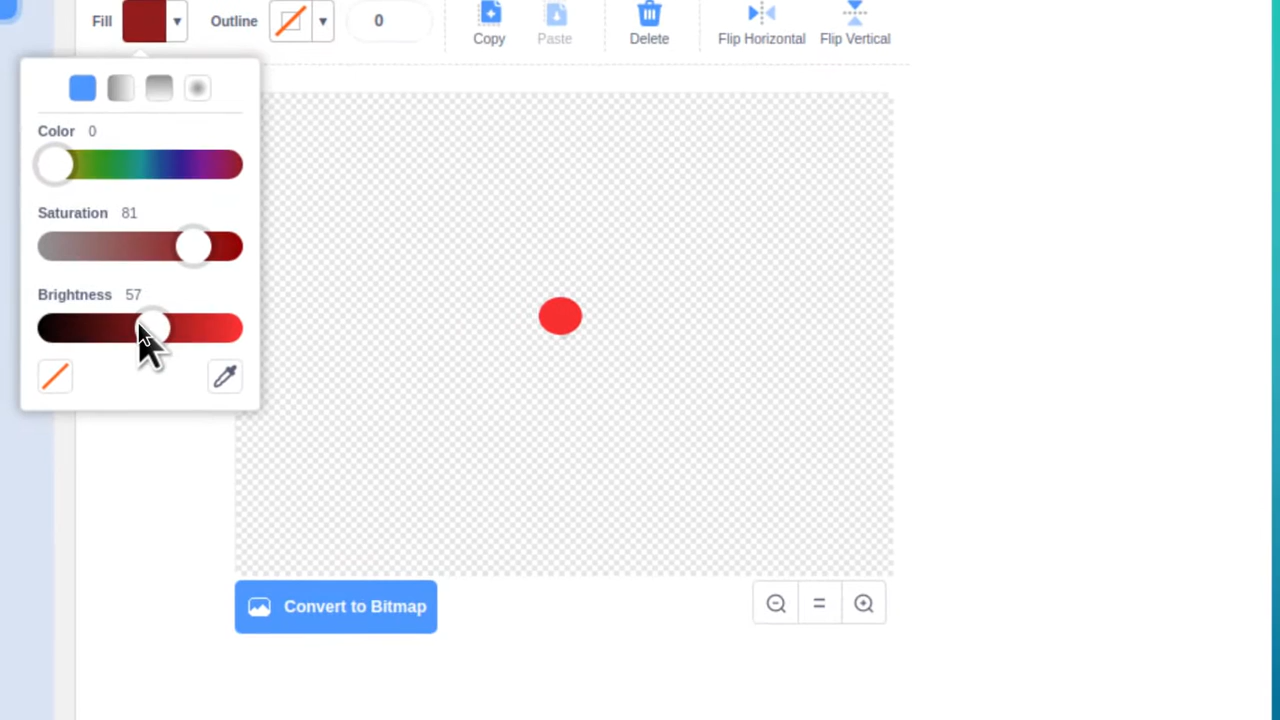 Fill
Outline
0
Copy
Paste
Delete
Flip Horizontal
Flip Vertical
Color 0
Saturation 81
Brightness 57
Convert to Bitmap